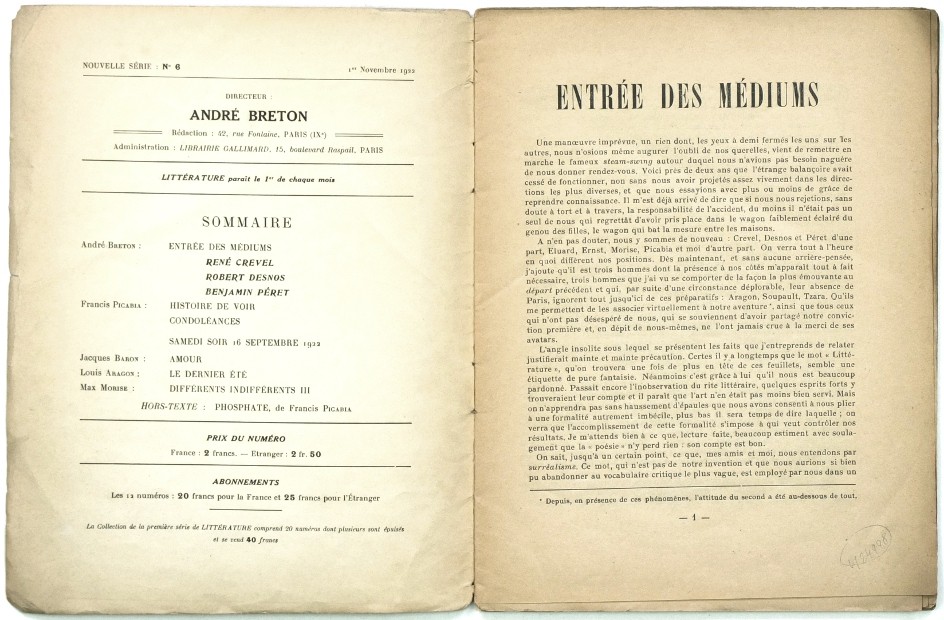 NOUVELLE SÉRIE : N° 6
1er Novembre 1922
DIRECTEUR :
ANDRÉ BRETON
Rédaction : 42, rue Fontaine, PARIS (IXe)
Administration : LIBRAIRIE GALLIMARD, 15, boulevard Raspail, PARIS
LITTÉRATURE paraît le 1er de chaque mois
SOMMAIRE
André BRETON : ENTRÉE DES MÉDIUMS
RENÉ CREVEL
ROBERT DESNOS
BENJAMIN PÉRET
Francis PICABIA : HISTOIRE DE VOIR
CONDOLÉANCES
SAMEDI SOIR 16 SEPTEMBRE 1922
Jacques BARON : AMOUR
Louis ARAGON : LE DERNIER ÉTÉ
Max MORISE : DIFFÉRENTS INDIFFÉRENTS III
HORS-TEXTE : PHOSPHATE, de Francis PICABIA
PRIX DU NUMÉRO
France : 2 francs. — Etranger : 2 fr. 50
ABONNEMENTS
Les 12 numéros : 20 francs pour la France et 25 francs pour l'Étranger
La Collection de la première série de LITTÉRATURE comprend 20 numéros dont plusieurs sont épuisés
et se vend 40 francs
ENTRÉE DES MÉDIUMS
Une manœuvre imprévue, un rien dont, les yeux à demi fermés les uns sur les
autres, nous n'osions même augurer l'oubli de nos querelles, vient de remettre en
marche le fameux steam-swing autour duquel nous n'avions pas besoin naguère
de nous donner rendez-vous. Voici près de deux ans que l'étrange balançoire avait
cessé de fonctionner, non sans nous avoir projetés assez vivement dans les direc-
tions les plus diverses, et que nous essayions avec plus ou moins de grâce de
reprendre connaissance. Il m'est déjà arrivé de dire que si nous nous rejetions, sans
doute à tort et à travers, la responsabilité de l'accident, du moins il n'était pas un
seul de nous qui regrettât d'avoir pris place dans le wagon faiblement éclairé du
genou des filles, le wagon qui bat la mesure entre les maisons.
A n'en pas douter, nous y sommes de nouveau : Crevel, Desnos et Péret d'une
part, Eluard, Ernst, Morise, Picabia et moi d'autre part. On verra tout à l'heure
en quoi diffèrent nos positions. Dès maintenant, et sans aucune arrière-pensée,
j'ajoute qu'il est trois hommes dont la présence à nos côtés m'apparaît tout à fait
nécessaire, trois hommes que j'ai vu se comporter de la façon la plus émouvante au
départ précédent et qui, par suite d'une circonstance déplorable, leur absence de
Paris, ignorent tout jusqu'ici de ces préparatifs : Aragon, Soupault, Tzara. Qu'ils
me permettent de les associer virtuellement à notre aventure*, ainsi que tous ceux
qui n'ont pas désespéré de nous, qui se souviennent d'avoir partagé notre convic-
tion première et, en dépit de nous-mêmes, ne l'ont jamais crue à la merci de ses
avatars.
L'angle insolite sous lequel se présentent les faits que j'entreprends de relater
justifierait mainte et mainte précaution. Certes il y a longtemps que le mot « Litté-
rature », qu'on trouvera une fois de plus en tête de ces feuillets, semble une
étiquette de pure fantaisie. Néanmoins c'est grâce à lui qu'il nous est beaucoup
pardonné. Passait encore l'inobservation du rite littéraire, quelques esprits forts y
trouveraient leur compte et il paraît que l'art n'en était pas moins bien servi. Mais
on n'apprendra pas sans haussement d'épaules que nous avons consenti à nous plier
à une formalité autrement imbécile, plus bas il sera temps de dire laquelle ; on
verra que l'accomplissement de cette formalité s'impose à qui veut contrôler nos
résultats. Je m'attends bien à ce que, lecture faite, beaucoup estiment avec soula-
gement que la « poésie » n'y perd rien : son compte est bon.
On sait, jusqu'à un certain point, ce que, mes amis et moi, nous entendons par
surréalisme. Ce mot, qui n'est pas de notre invention et que nous aurions si bien
pu abandonner au vocabulaire critique le plus vague, est employé par nous dans un
* Depuis, en présence de ces phénomènes, l'attitude du second a été au-dessous de tout.
— 1 —